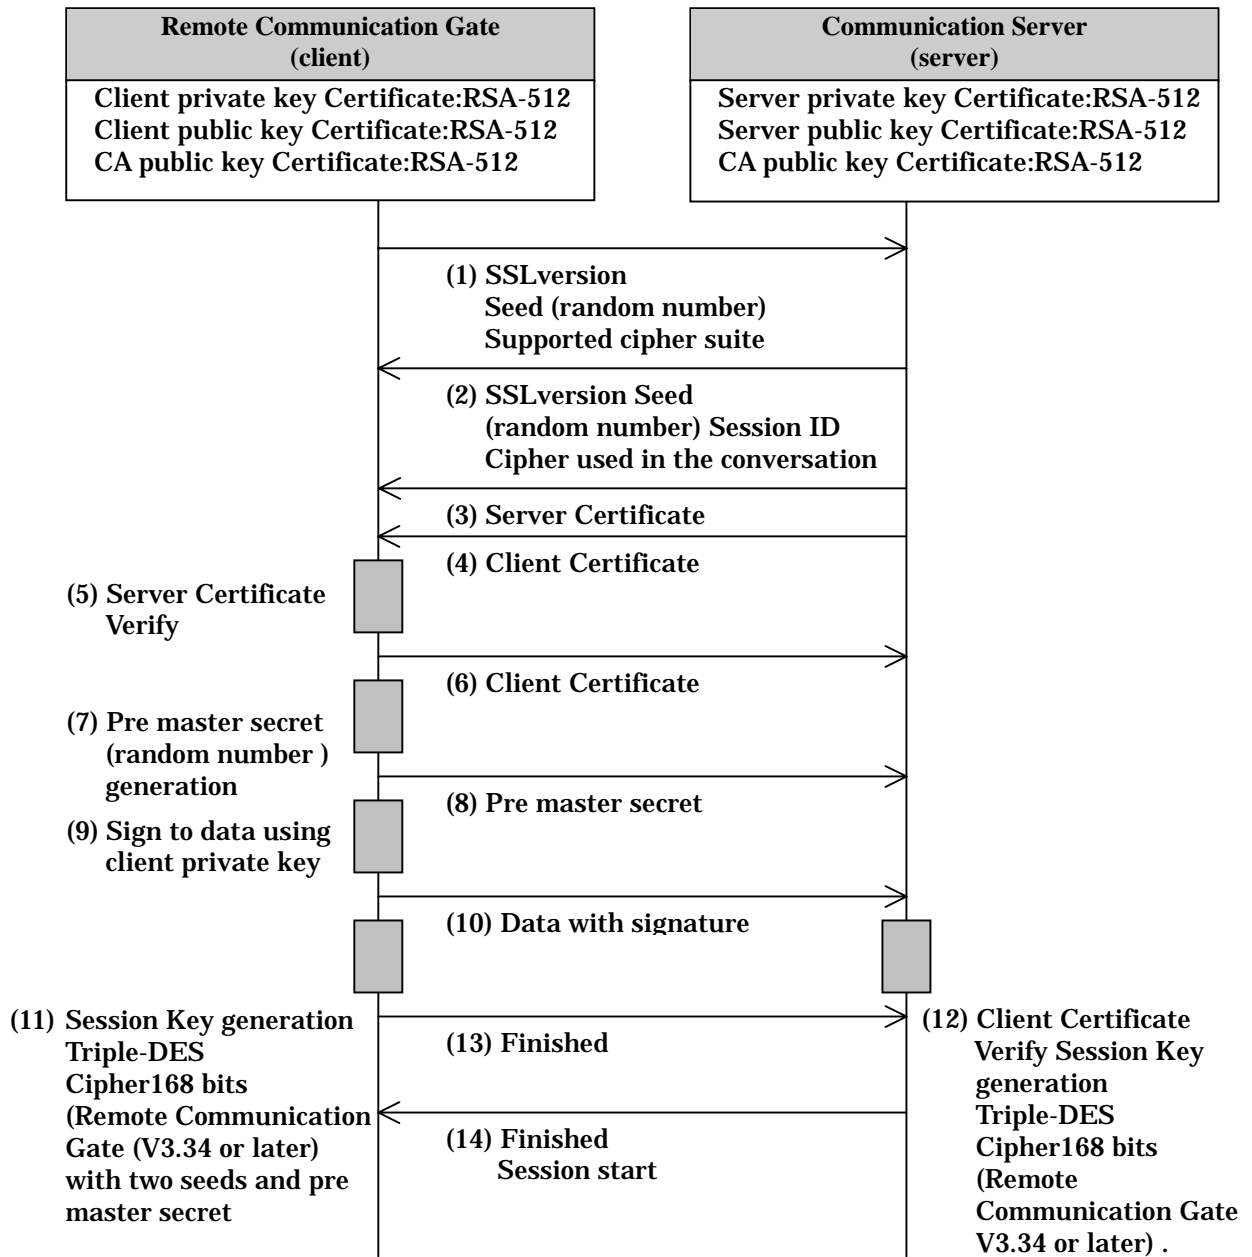 Remote Communication Gate
(client)
Client private key Certificate:RSA-512
Client public key Certificate:RSA-512
CA public key Certificate:RSA-512
Communication Server
(server)
Server private key Certificate:RSA-512
Server public key Certificate:RSA-512
CA public key Certificate:RSA-512
(1) SSLversion
Seed (random number)
Supported cipher suite
(2) SSLversion Seed
(random number) Session ID
Cipher used in the conversation
(3) Server Certificate
(4) Client Certificate
(5) Server Certificate
Verify
(6) Client Certificate
(7) Pre master secret
(random number )
generation
(8) Pre master secret
(9) Sign to data using
client private key
(10) Data with signature
(11) Session Key generation
Triple-DES
Cipher168 bits
(Remote Communication
Gate (V3.34 or later)
with two seeds and pre
master secret
(12) Client Certificate
Verify Session Key
generation
Triple-DES
Cipher168 bits
(Remote
Communication Gate
V3.34 or later) .
(13) Finished
(14) Finished
Session start